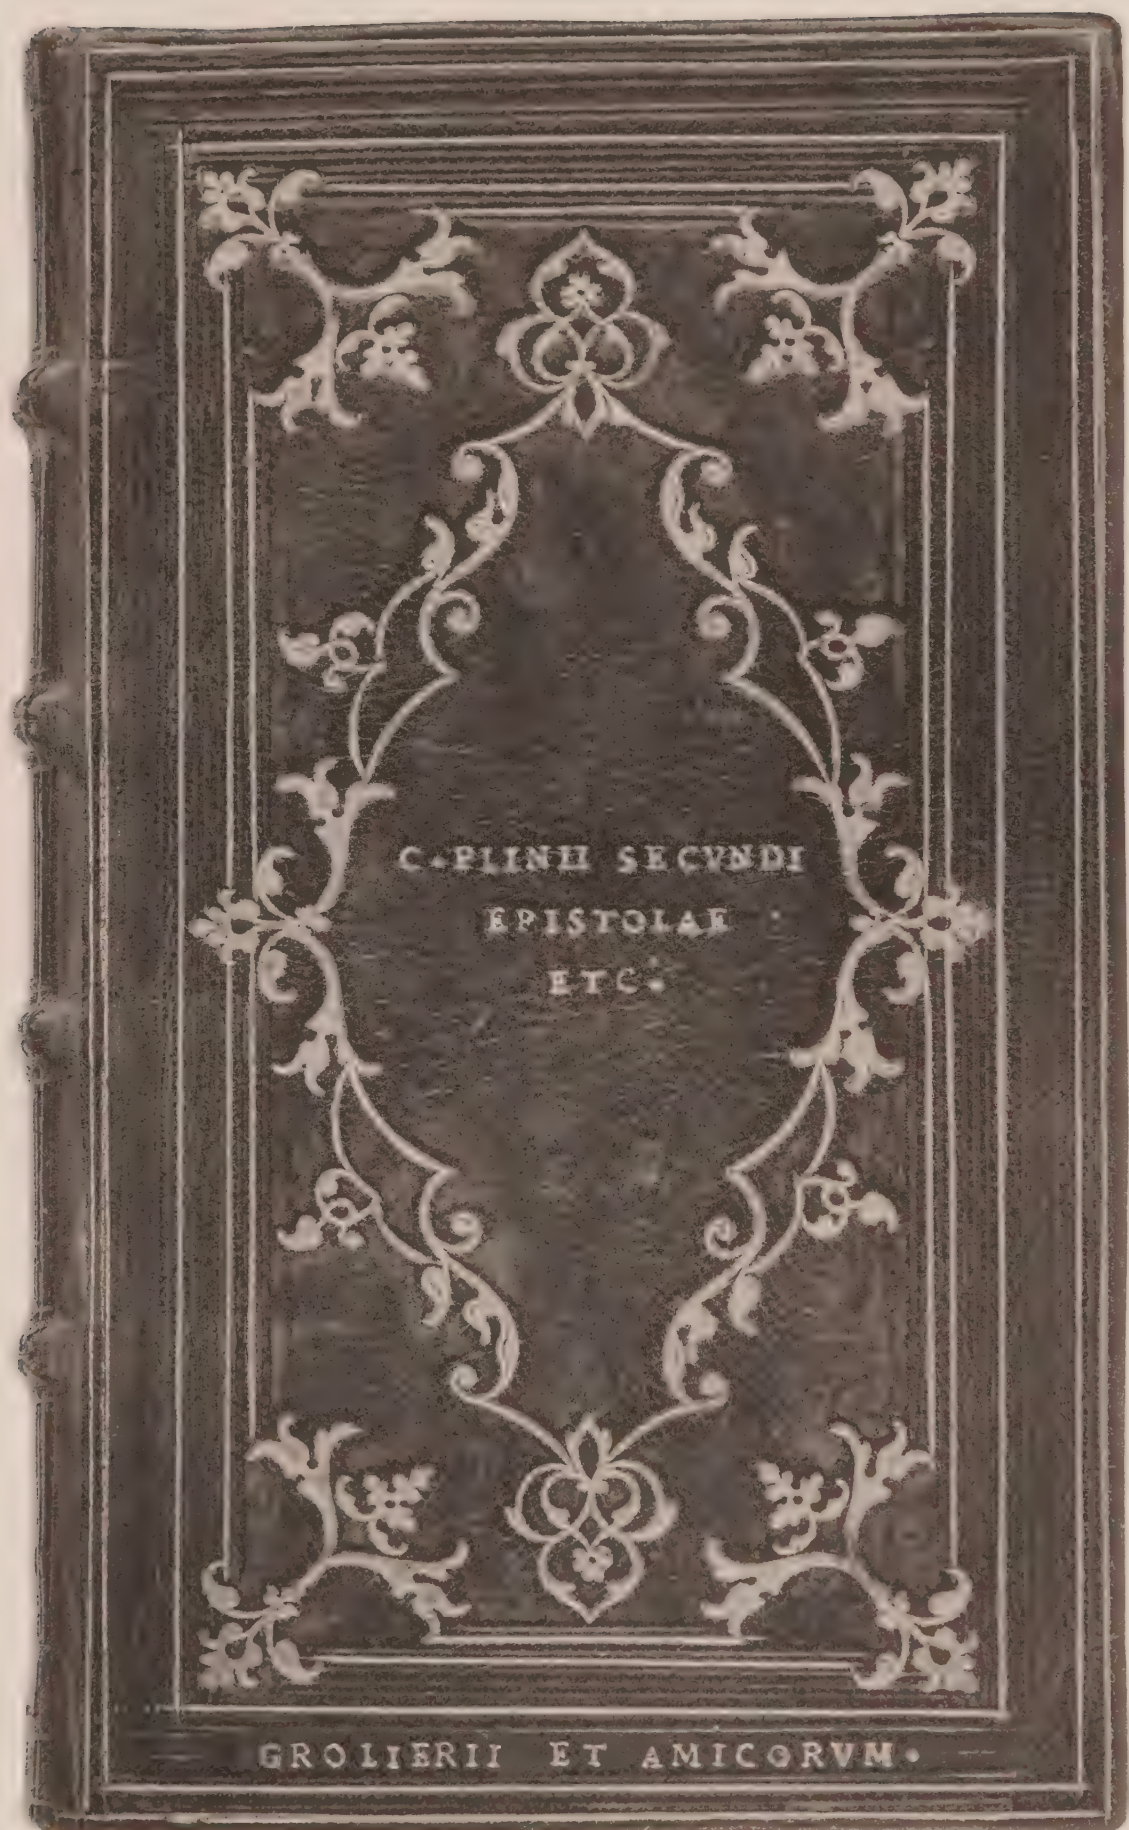 C. PLINII SECVNDI
EPISTOLAE
ETC.
GROLIERII ET AMICORVM.